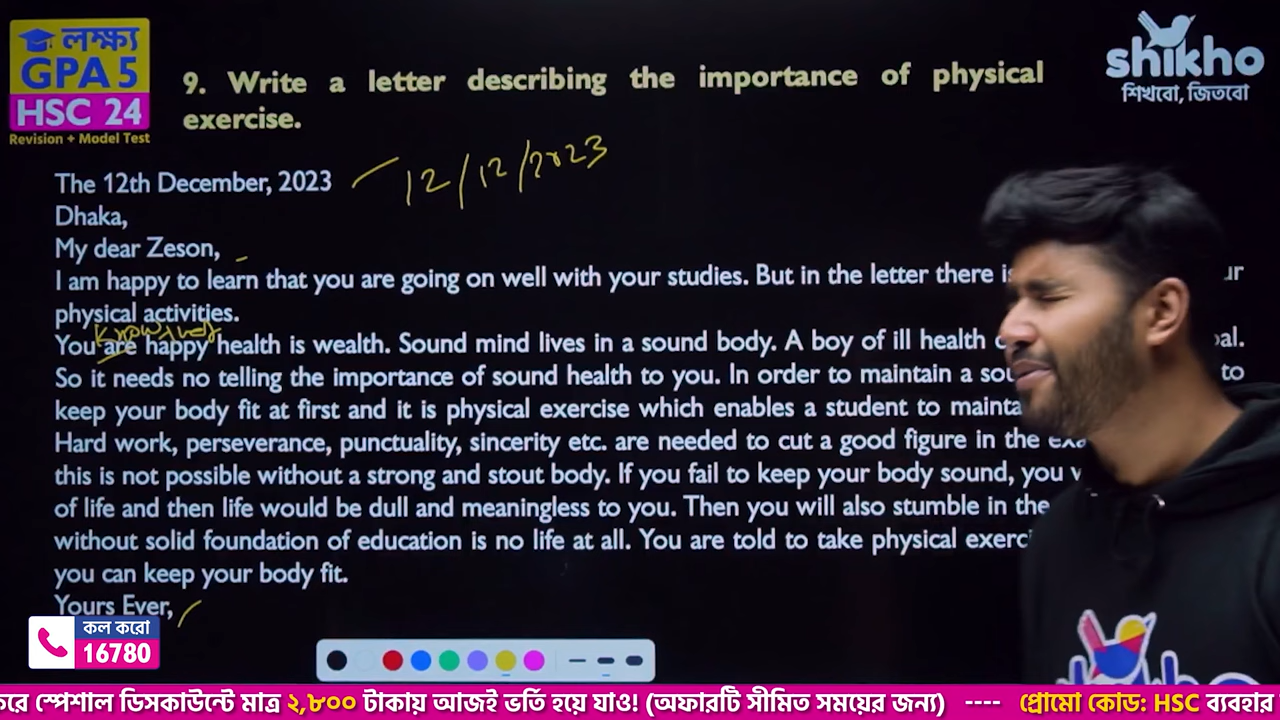 লক্ষ্য
GPA 5
HSC 24
Revision + Model Test
shikho
শিখবো, জিতবো
9. Write a letter describing the importance of physical
exercise.
12/12/2023
The 12th December, 2023
Dhaka,
My dear Zeson,
I am happy to learn that you are going on well with your studies. But in the letter there
physical activities.
You are happy health is wealth. Sound mind lives in a sound body. A boy of ill health
So it needs no telling the importance of sound health to you. In order to maintain a to
keep your body fit at first and it is physical exercise which enables a student to
Hard work, perseverance, punctuality, sincerity etc. are needed to cut a good figure in the
this is not possible without a strong and stout body. If you fail to keep your body sound, you
of life and then life would be dull and meaningless to you. Then you will also stumble in the
without solid foundation of education is no life at all. You are told to take physical
you can keep your body fit.
Yours Ever,
কল করো
16780
স্পেশাল ডিসকাউন্টে মাত্র ২,৮০০ টাকায় আজই ভর্তি হয়ে যাও! (অফারটি সীমিত সময়ের জন্য) ---- প্রোমো কোড: HSC ব্যবহার